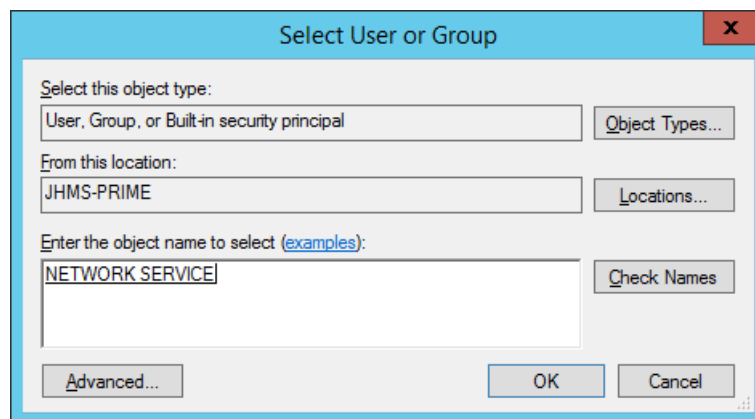 Select User or Group
x
Select this object type:
User, Group, or Built-in security principal
Object Types...
From this location:
JHMS-PRIME
Locations...
Enter the object name to select (examples):
NETWORK SERVICE
Check Names
Advanced...
OK
Cancel